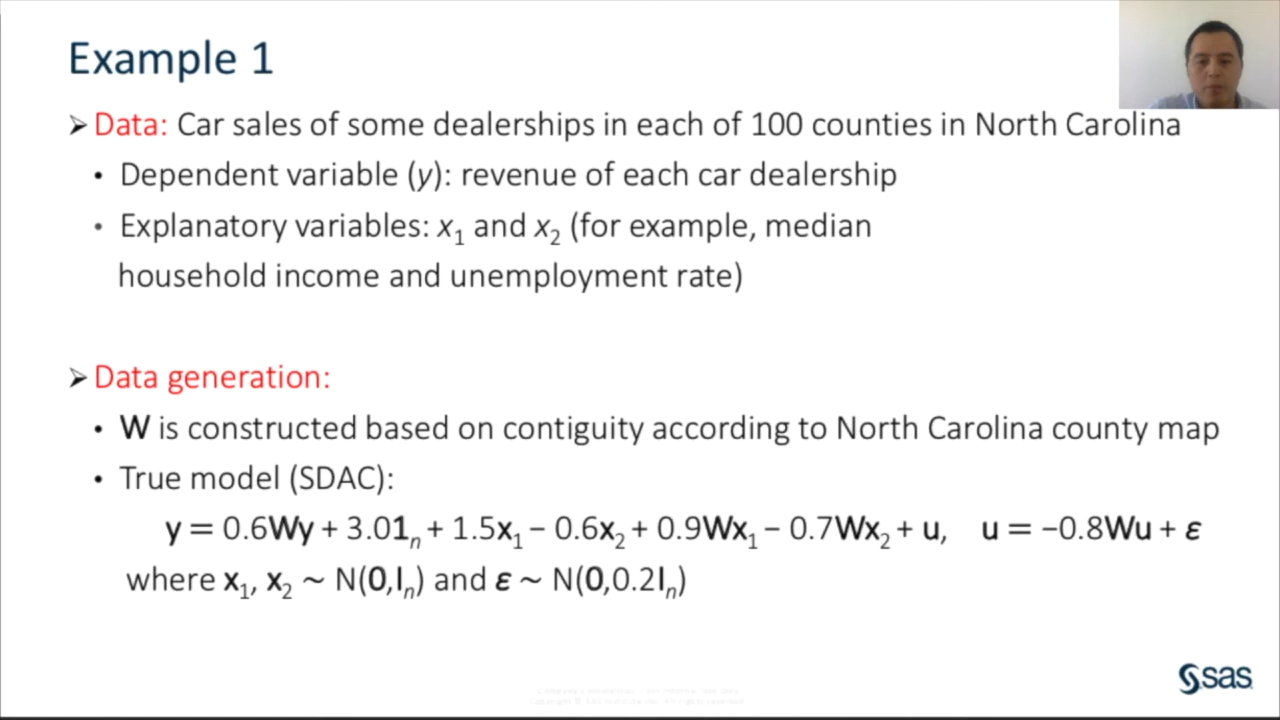 Example 1
➢ Data: Car sales of some dealerships in each of 100 counties in North Carolina
• Dependent variable (y): revenue of each car dealership
• Explanatory variables: x₁ and x₂ (for example, median
household income and unemployment rate)
➢ Data generation:
• W is constructed based on contiguity according to North Carolina county map
• True model (SDAC):
y = 0.6Wy + 3.01ₙ + 1.5x₁ − 0.6x₂ + 0.9Wx₁ − 0.7Wx₂ + u, u = −0.8Wu + ε
where x₁, x₂ ~ N(0,Iₙ) and ε ~ N(0,0.2Iₙ)
sas